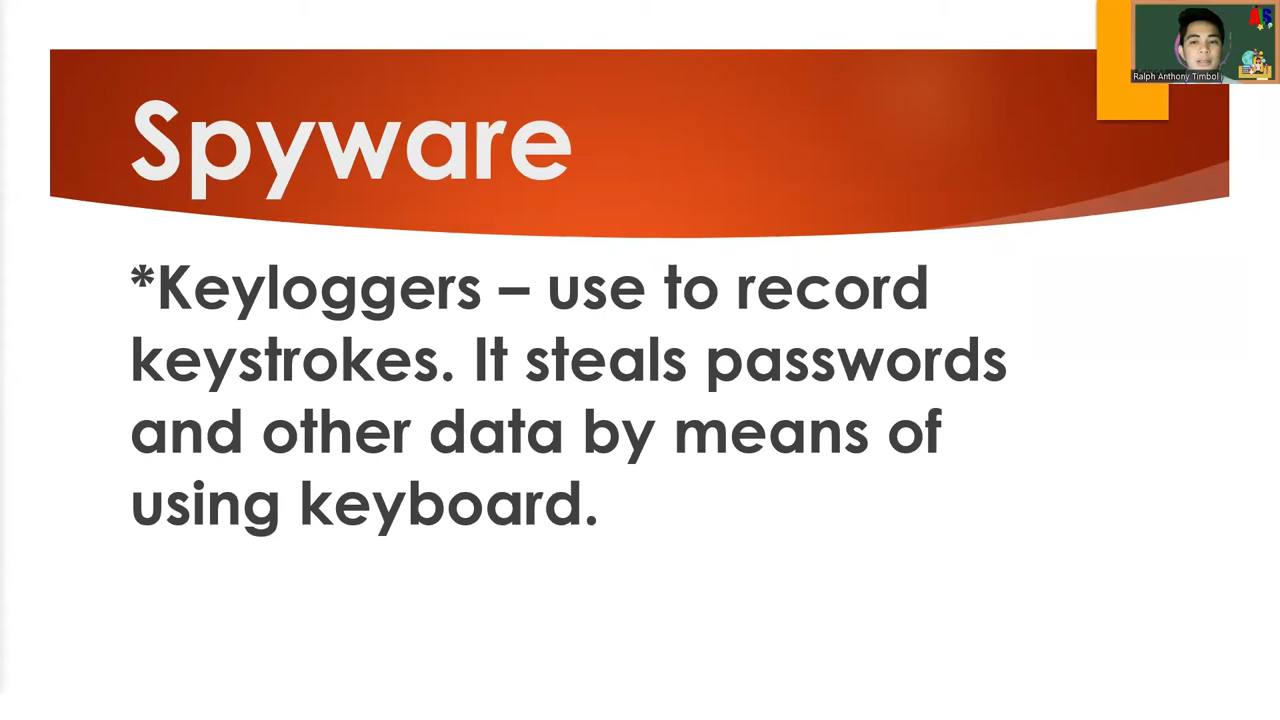 Spyware
*Keyloggers – use to record
keystrokes. It steals passwords
and other data by means of
using keyboard.
Ralph Anthony Timbol
AS